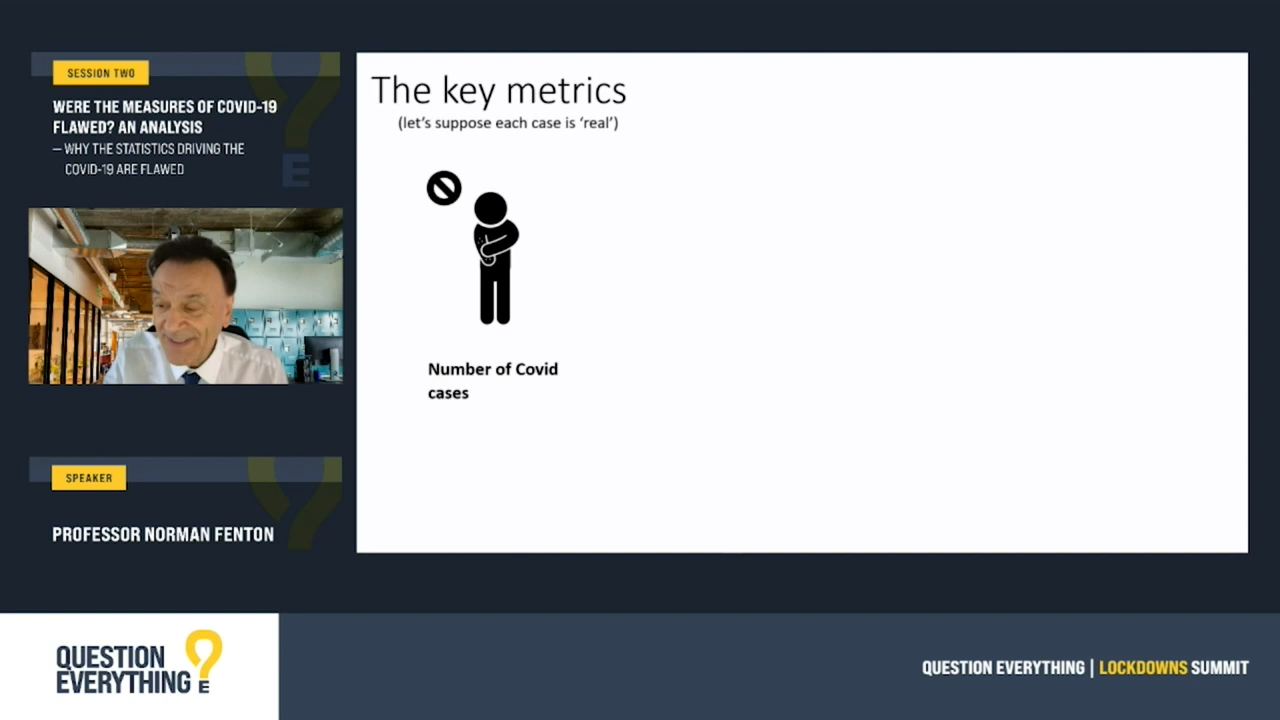 SESSION TWO
WERE THE MEASURES OF COVID-19
FLAWED? AN ANALYSIS
– WHY THE STATISTICS DRIVING THE
COVID-19 ARE FLAWED
The key metrics
(let's suppose each case is 'real')
Number of Covid
cases
SPEAKER
PROFESSOR NORMAN FENTON
QUESTION
EVERYTHING
?
E
QUESTION EVERYTHING | LOCKDOWNS SUMMIT